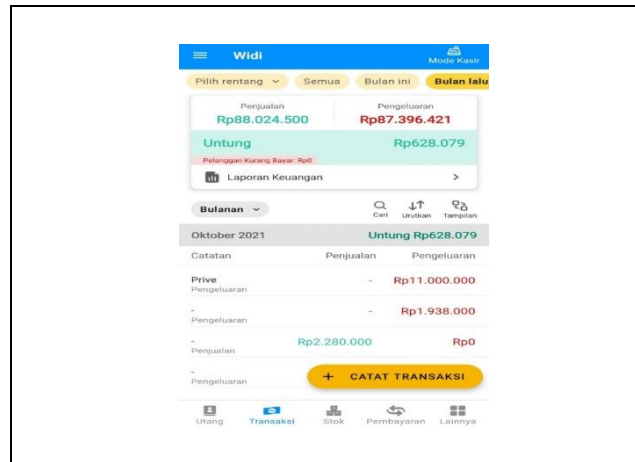 Widi
Mode Kasir
Pilih rentang Semua Bulan ini Bulan lalu
Penjualan Pengeluaran
Rp88.024.500 Rp87.396.421
Untung Rp628.079
Pelanggan Kurang Bayar: Rp0
Laporan Keuangan >
Bulanan
Cari Urutkan Tampilan
Oktober 2021 Untung Rp628.079
Catatan Penjualan Pengeluaran
Prive - Rp11.000.000
Pengeluaran
- - Rp1.938.000
Pengeluaran
- Rp2.280.000 Rp0
Penjualan
-
Pengeluaran
+ CATAT TRANSAKSI
Utang Transaksi Stok Pembayaran Lainnya